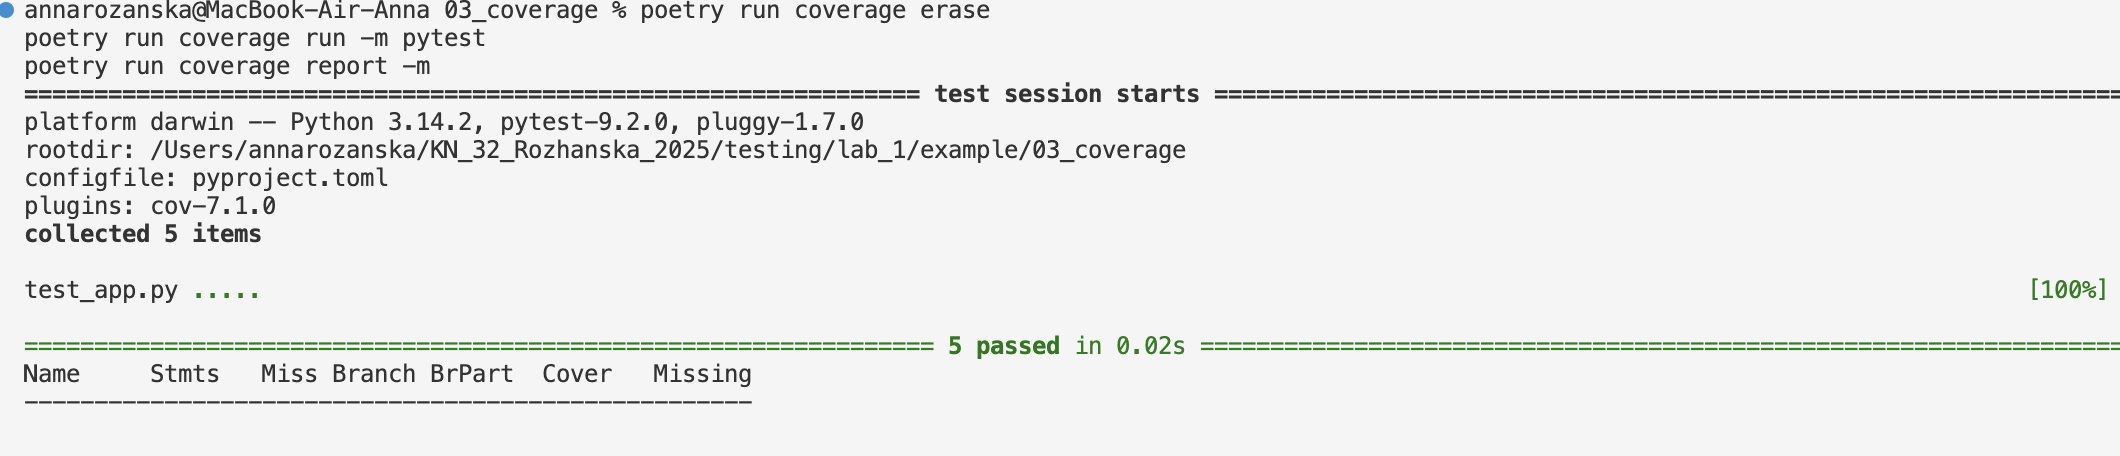 annarozanska@MacBook-Air-Anna 03_coverage % poetry run coverage erase
poetry run coverage run -m pytest
poetry run coverage report -m
================================================================ test session starts =================================================================
platform darwin -- Python 3.14.2, pytest-9.2.0, pluggy-1.7.0
rootdir: /Users/annarozanska/KN_32_Rozhanska_2025/testing/lab_1/example/03_coverage
configfile: pyproject.toml
plugins: cov-7.1.0
collected 5 items
test_app.py ..... [100%]
================================================================= 5 passed in 0.02s ==================================================================
Name     Stmts   Miss Branch BrPart  Cover   Missing
----------------------------------------------------